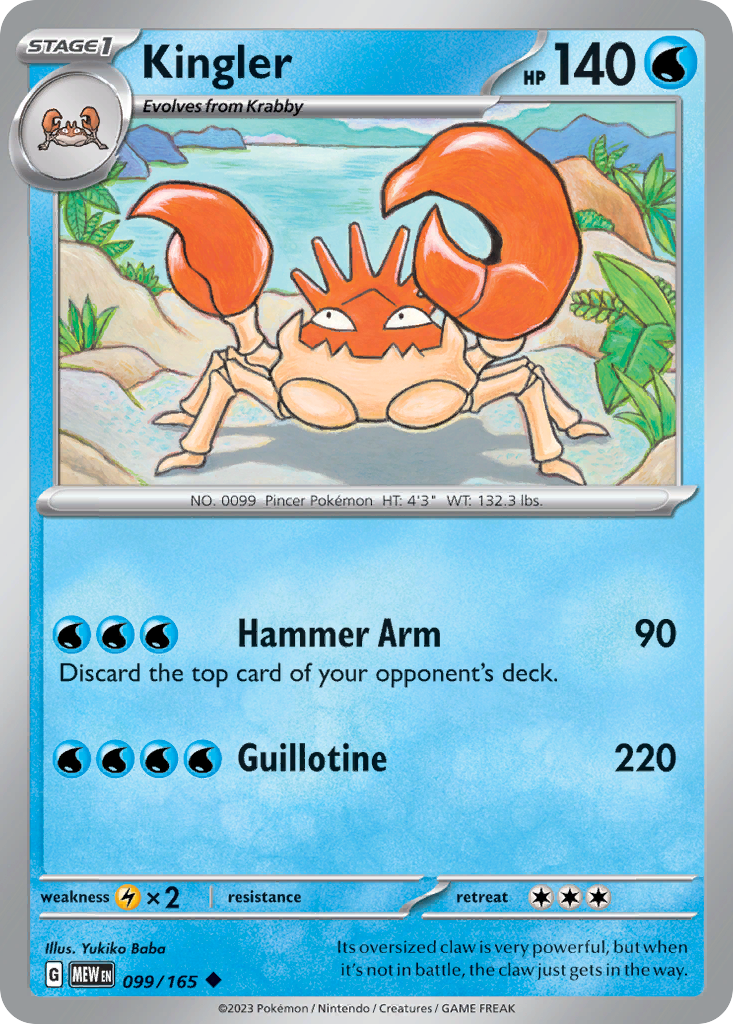 STAGE 1
Kingler
HP 140
Evolves from Krabby
NO. 0099 Pincer Pokémon HT: 4'3" WT: 132.3 lbs.
Hammer Arm 90
Discard the top card of your opponent's deck.
Guillotine 220
weakness ×2 resistance retreat
Illus. Yukiko Baba
Its oversized claw is very powerful, but when
it's not in battle, the claw just gets in the way.
G MEW EN 099/165
©2023 Pokémon / Nintendo / Creatures / GAME FREAK